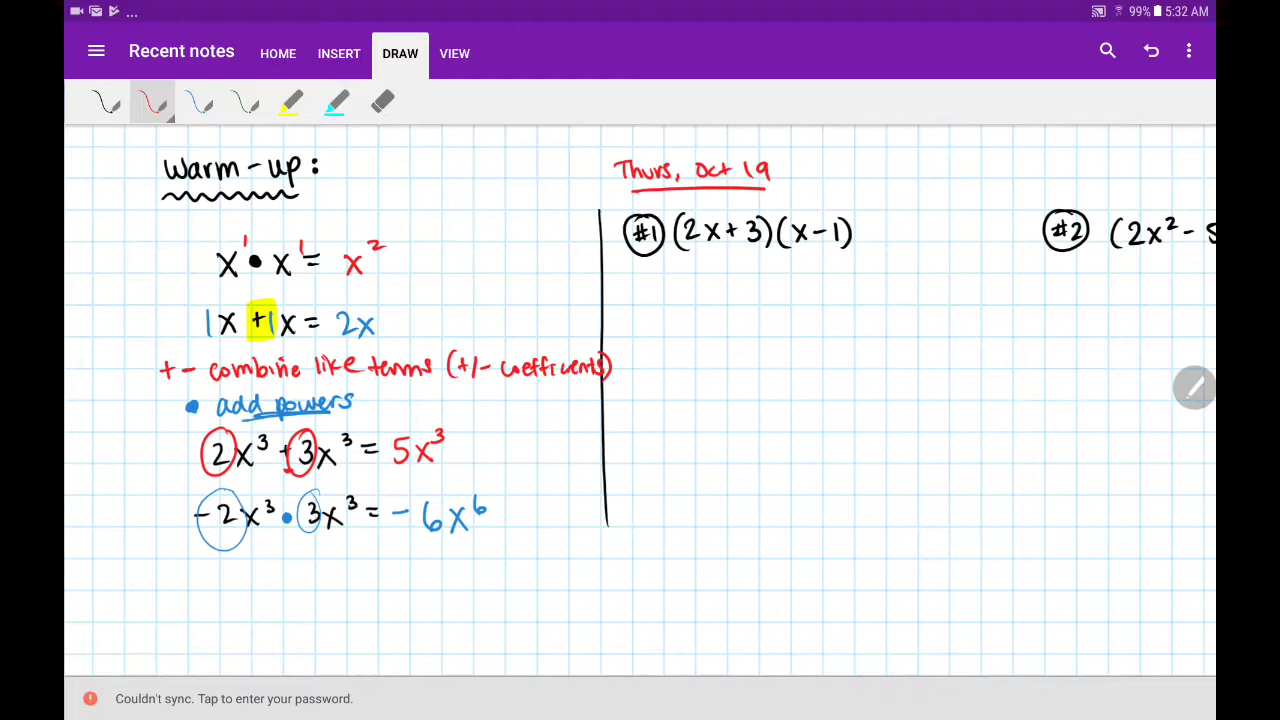 ... 99% 5:32 AM
Recent notes HOME INSERT DRAW VIEW
Warm-up:
x¹•x¹= x²
1x +1x = 2x
+ - combine like terms (+/- coefficients)
• add powers
2x³ + 3x³ = 5x³
-2x³ • 3x³ = -6x⁶
Thurs, Oct 19
#1 (2x+3)(x-1)
#2 (2x² - 5
Couldn't sync. Tap to enter your password.